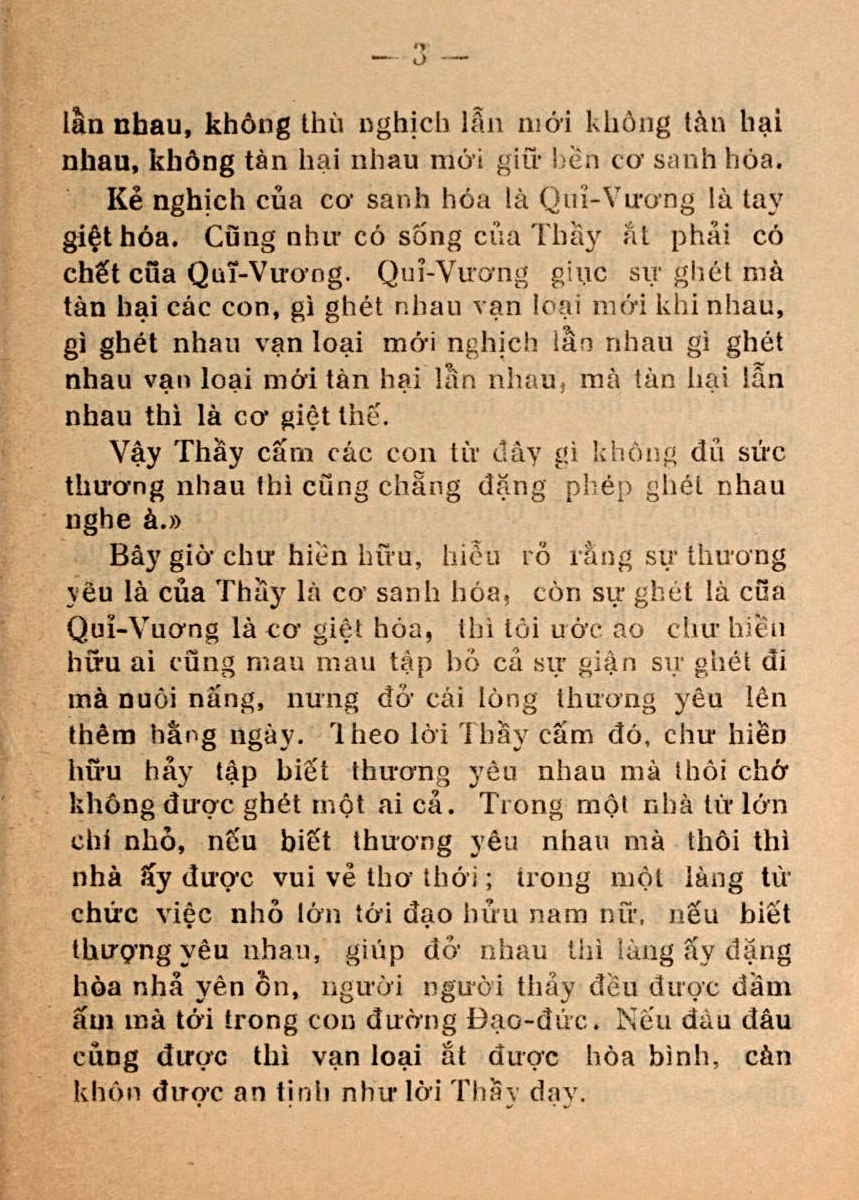 — 3 —
lần nhau, không thù nghịch lẫn mới không tàn hại
nhau, không tàn hại nhau mới giữ bền cơ sanh hóa.
Kẻ nghịch của cơ sanh hóa là Quỉ-Vương là tay
giệt hóa. Cũng như có sống của Thầy ắt phải có
chết cũa Quĩ-Vương. Quỉ-Vương giục sự ghét mà
tàn hại các con, gì ghét nhau vạn loại mới khi nhau,
gì ghét nhau vạn loại mới nghịch lần nhau gì ghét
nhau vạn loại mới tàn hại lần nhau, mà tàn hại lẫn
nhau thì là cơ giệt thế.
Vậy Thầy cấm các con từ đây gì không đủ sức
thương nhau thì cũng chẵng đặng phép ghét nhau
nghe à.»
Bây giờ chư hiền hữu, hiểu rỏ rằng sự thương
yêu là của Thầy là cơ sanh hóa, còn sự ghét là cũa
Quỉ-Vuơng là cơ giệt hóa, thì tôi ước ao chư hiền
hữu ai cũng mau mau tập bỏ cả sự giận sự ghét đi
mà nuôi nấng, nưng đở cái lòng thương yêu lên
thêm hằng ngày. Theo lời Thầy cấm đó, chư hiền
hữu hảy tập biết thương yêu nhau mà thôi chớ
không được ghét một ai cả. Trong một nhà từ lớn
chí nhỏ, nếu biết thương yêu nhau mà thôi thì
nhà ấy được vui vẻ thơ thới; trong một làng từ
chức việc nhỏ lớn tới đạo hửu nam nữ, nếu biết
thượng yêu nhau, giúp đở nhau thì làng ấy đặng
hòa nhả yên ổn, người người thảy đều được đầm
ấm mà tới trong con đường Đạo-đức. Nếu đàu đâu
củng được thì vạn loại ắt được hòa bình, càn
khôn được an tịnh như lời Thầy dạy.